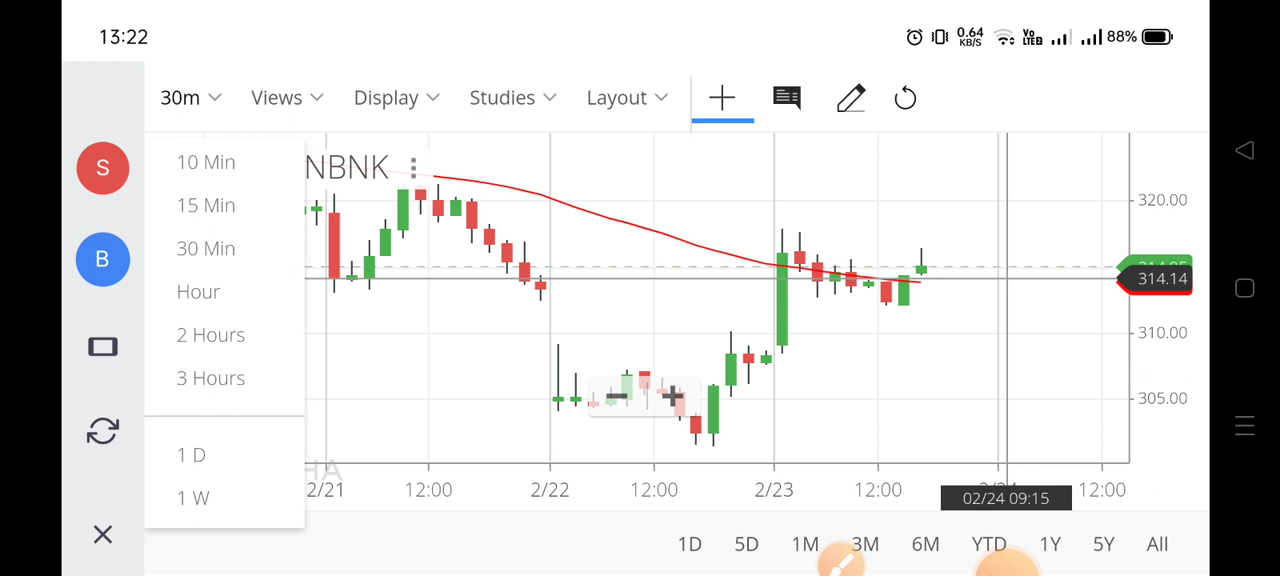 13:22
0.64 KB/S
Vo LTE 2
88%
30m Views Display Studies Layout
S
B
10 Min
15 Min
30 Min
Hour
2 Hours
3 Hours
1 D
1 W
NBNK
320.00
314.14
310.00
305.00
2/21 12:00 2/22 12:00 2/23 12:00 12:00
02/24 09:15
1D 5D 1M 3M 6M YTD 1Y 5Y All